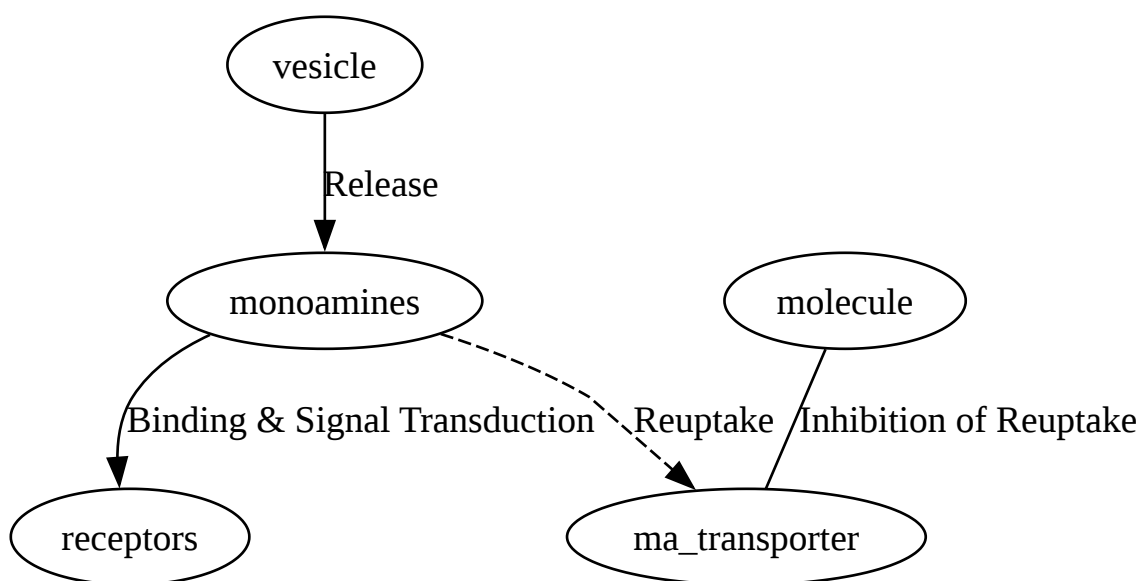 vesicle
Release
monoamines
molecule
Binding & Signal Transduction
Reuptake
Inhibition of Reuptake
receptors
ma_transporter